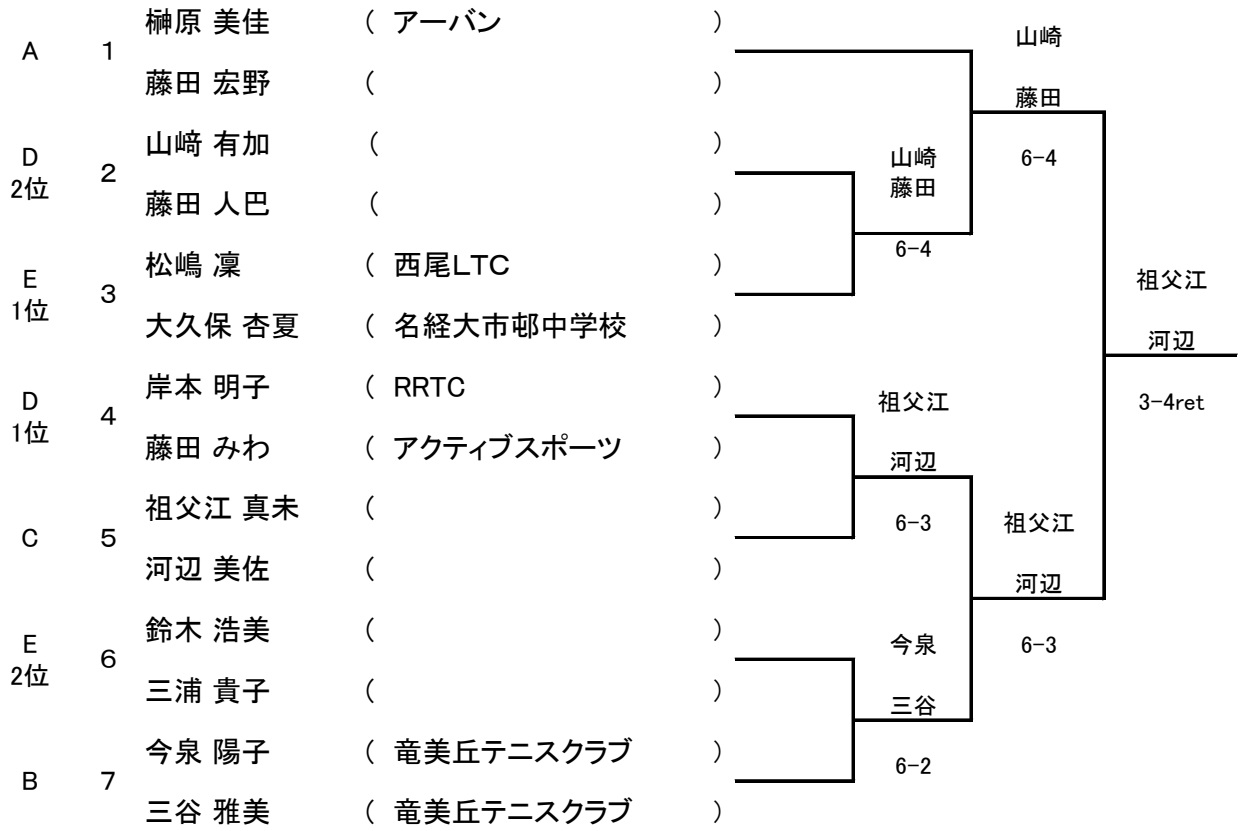 榊原 美佳 ( アーバン )
A 1
藤田 宏野 ( )
山﨑 有加 ( )
D
2位 2
藤田 人巴 ( )
松嶋 凜 ( 西尾LTC )
E
1位 3
大久保 杏夏 ( 名経大市邨中学校 )
岸本 明子 ( RRTC )
D
1位 4
藤田 みわ ( アクティブスポーツ )
祖父江 真未 ( )
C 5
河辺 美佐 ( )
鈴木 浩美 ( )
E
2位 6
三浦 貴子 ( )
今泉 陽子 ( 竜美丘テニスクラブ )
B 7
三谷 雅美 ( 竜美丘テニスクラブ )
山崎
藤田
6-4
祖父江
河辺
6-3
今泉
三谷
6-2
山崎
藤田
6-4
祖父江
河辺
6-3
祖父江
河辺
3-4ret